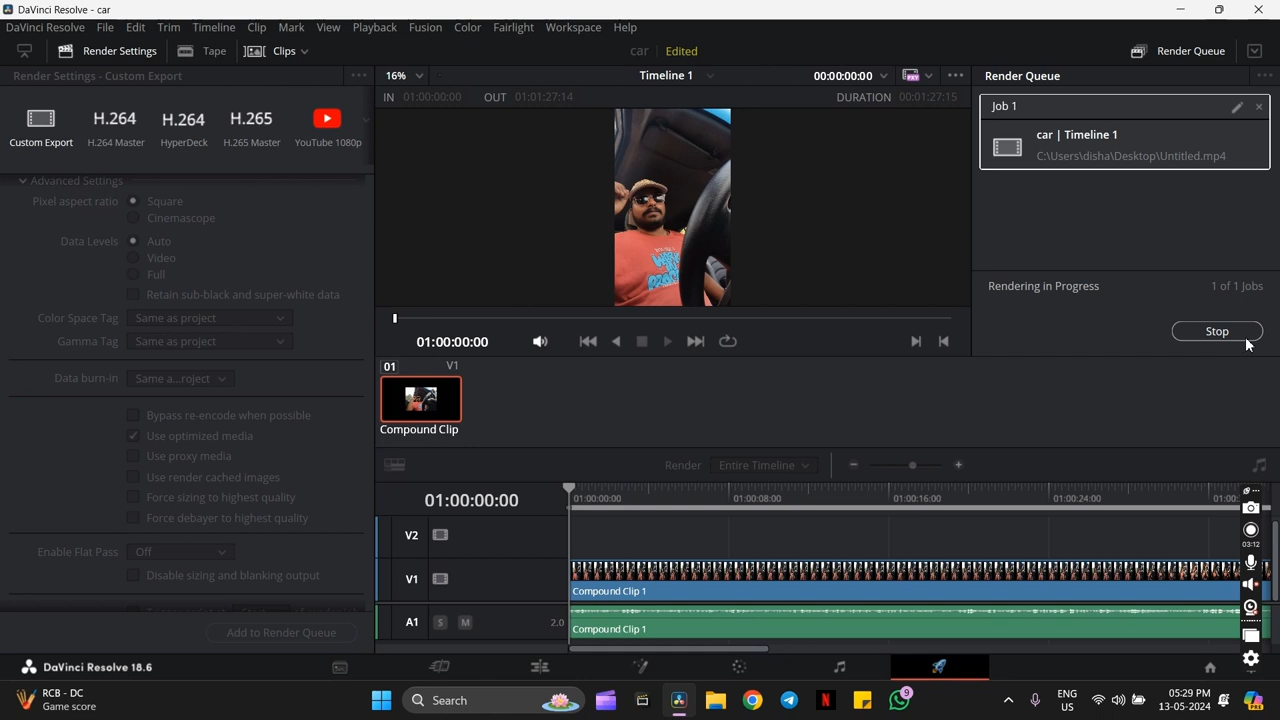 DaVinci Resolve - car
DaVinci Resolve File Edit Trim Timeline Clip Mark View Playback Fusion Color Fairlight Workspace Help
Render Settings Tape Clips car Edited Render Queue
Render Settings - Custom Export 16% Timeline 1 00:00:00:00 Render Queue
IN 01:00:00:00 OUT 01:01:27:14 DURATION 00:01:27:15
Job 1
H.264 H.264 H.265
Custom Export H.264 Master HyperDeck H.265 Master YouTube 1080p
car | Timeline 1
C:\Users\disha\Desktop\Untitled.mp4
Advanced Settings
Pixel aspect ratio Square
Cinemascope
Data Levels Auto
Video
Full
Retain sub-black and super-white data
Color Space Tag Same as project
Gamma Tag Same as project
Data burn-in Same a...roject
Bypass re-encode when possible
Use optimized media
Use proxy media
Use render cached images
Force sizing to highest quality
Force debayer to highest quality
Enable Flat Pass Off
Disable sizing and blanking output
Add to Render Queue
Rendering in Progress 1 of 1 Jobs
Stop
01:00:00:00
01 V1
Compound Clip
Render Entire Timeline
01:00:00:00 01:00:00:00 01:00:08:00 01:00:16:00 01:00:24:00 01:00:
V2
V1
Compound Clip 1
A1 S M 2.0
Compound Clip 1
03:12
DaVinci Resolve 18.6
RCB - DC
Game score
Search
9
ENG
US
05:29 PM
13-05-2024